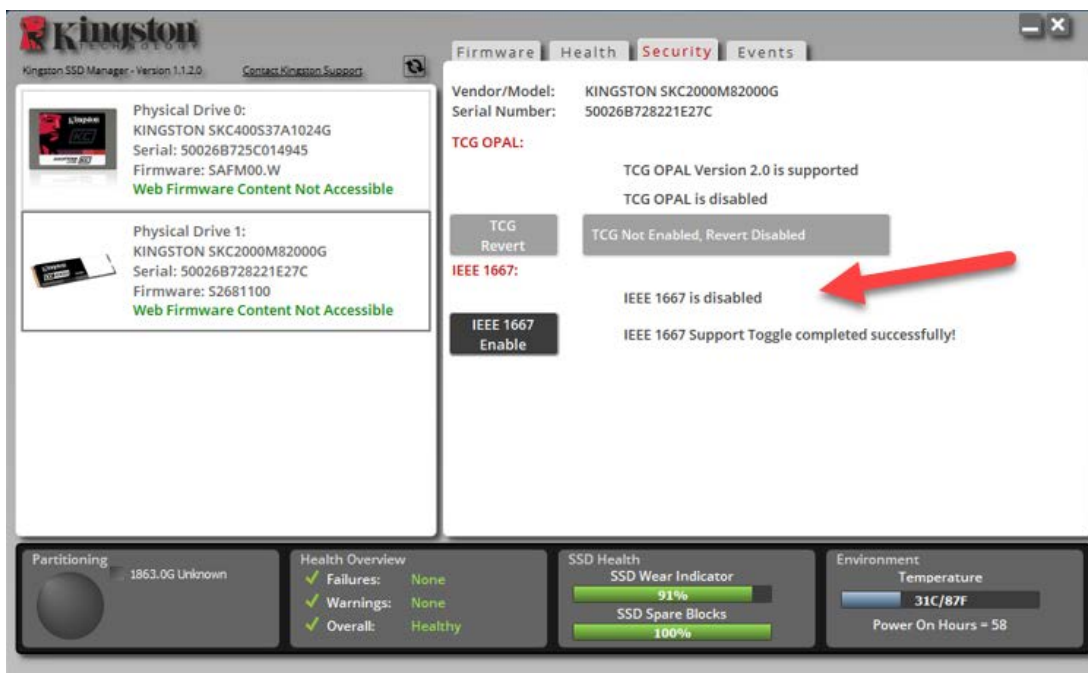 Kingston
TECHNOLOGY
Kingston SSD Manager - Version 1.1.2.0
Contact Kingston Support
Firmware
Health
Security
Events
Physical Drive 0:
KINGSTON SKC400S37A1024G
Serial: 50026B725C014945
Firmware: SAFM00.W
Web Firmware Content Not Accessible
Physical Drive 1:
KINGSTON SKC2000M82000G
Serial: 50026B728221E27C
Firmware: S2681100
Web Firmware Content Not Accessible
Vendor/Model: KINGSTON SKC2000M82000G
Serial Number: 50026B728221E27C
TCG OPAL:
TCG OPAL Version 2.0 is supported
TCG OPAL is disabled
TCG
Revert
TCG Not Enabled, Revert Disabled
IEEE 1667:
IEEE 1667 is disabled
IEEE 1667
Enable
IEEE 1667 Support Toggle completed successfully!
Partitioning
1863.0G Unknown
Health Overview
Failures: None
Warnings: None
Overall: Healthy
SSD Health
SSD Wear Indicator
91%
SSD Spare Blocks
100%
Environment
Temperature
31C/87F
Power On Hours = 58